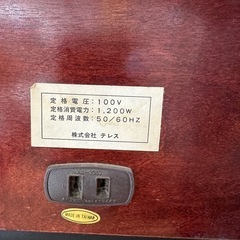 定格電圧：100V
定格消費電力：1,200W
定格周波数：50/60HZ
株式会社 テレス
MADE IN TAIWAN